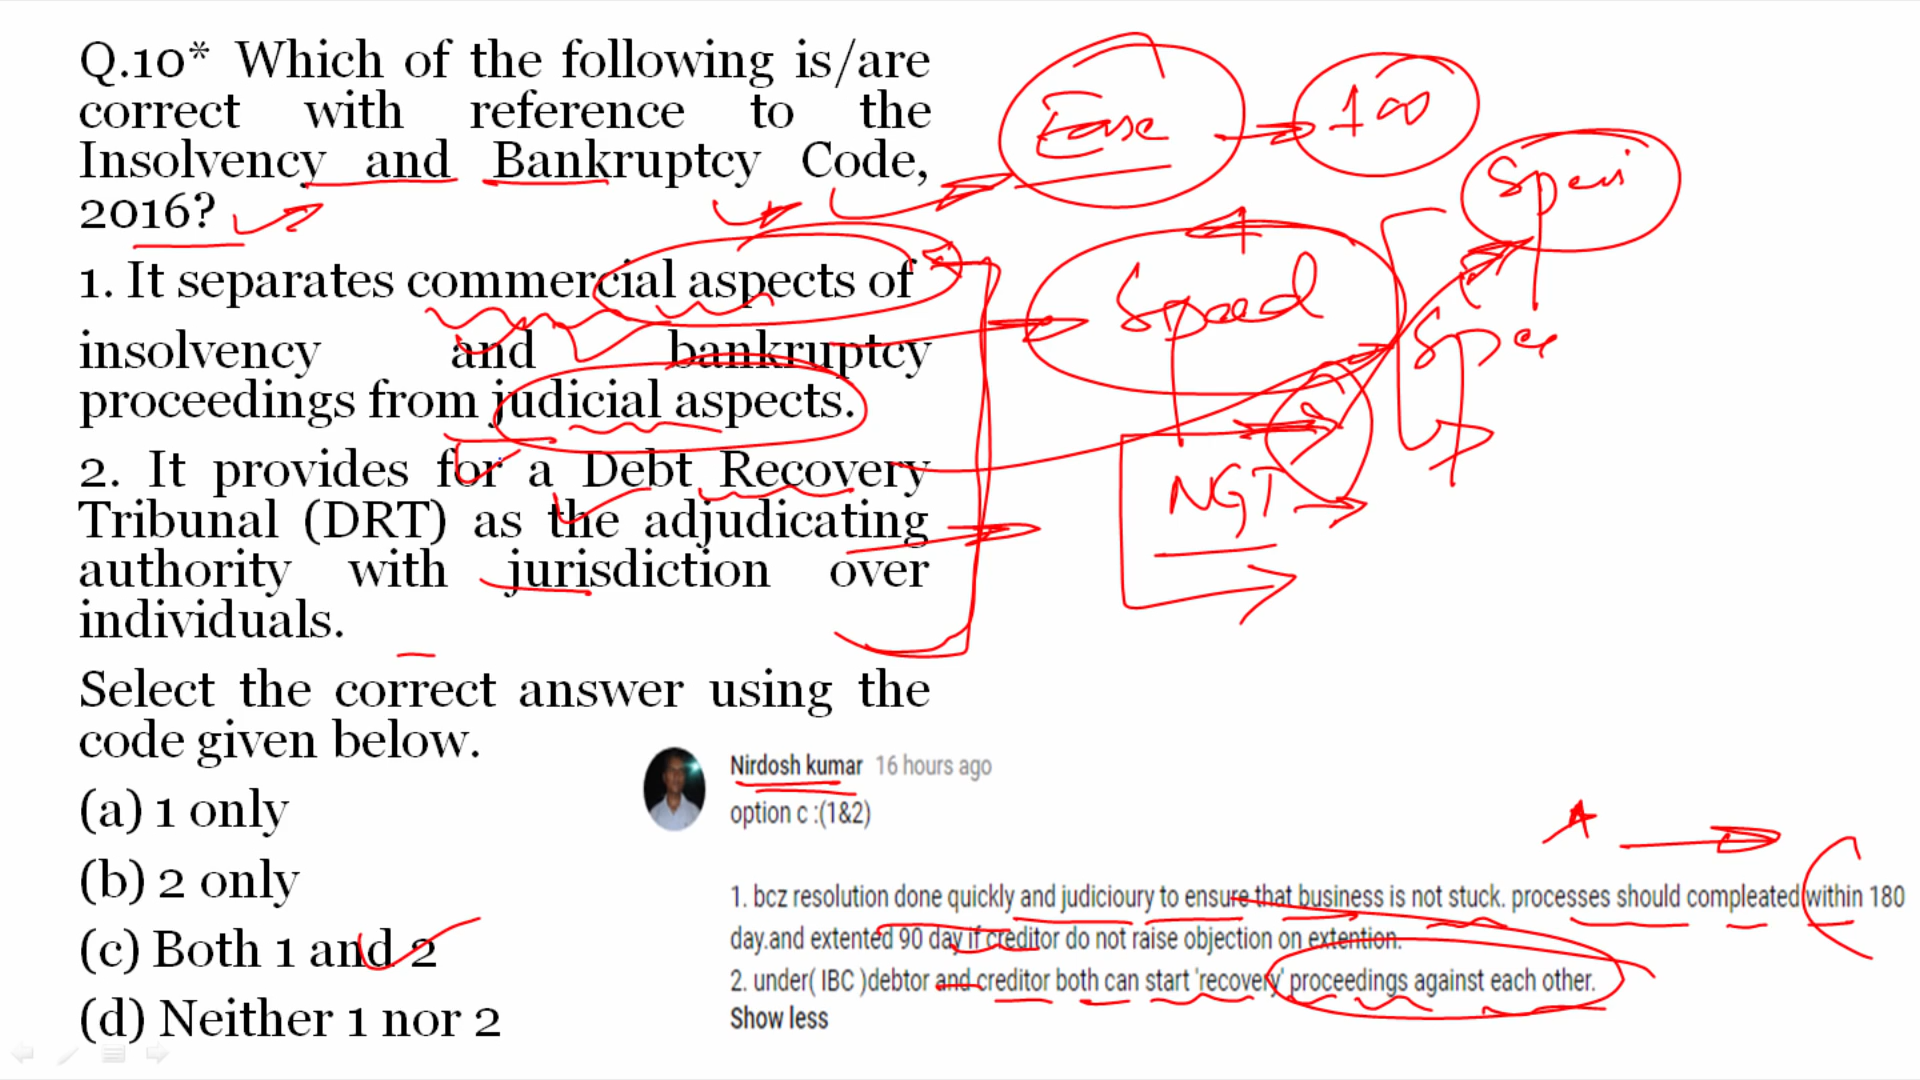 Q.10* Which of the following is/are
correct with reference to the
Insolvency and Bankruptcy Code,
2016?
1. It separates commercial aspects of
insolvency and bankruptcy
proceedings from judicial aspects.
2. It provides for a Debt Recovery
Tribunal (DRT) as the adjudicating
authority with jurisdiction over
individuals.
Select the correct answer using the
code given below.
(a) 1 only
(b) 2 only
(c) Both 1 and 2
(d) Neither 1 nor 2
Ease
100
Speed
NGT
Nirdosh kumar 16 hours ago
option c :(1&2)
A
1. bcz resolution done quickly and judicioury to ensure that business is not stuck. processes should compleated within 180
day.and extented 90 day if creditor do not raise objection on extention.
2. under( IBC )debtor and creditor both can start 'recovery' proceedings against each other.
Show less